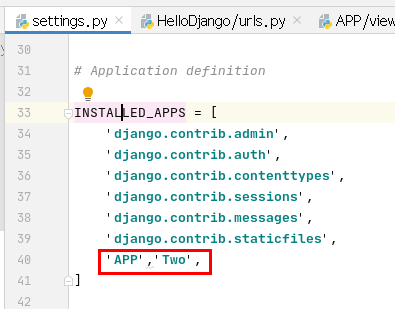 settings.py HelloDjango/urls.py APP/view
30
31 # Application definition
32
33 INSTALLED_APPS = [
34 'django.contrib.admin',
35 'django.contrib.auth',
36 'django.contrib.contenttypes',
37 'django.contrib.sessions',
38 'django.contrib.messages',
39 'django.contrib.staticfiles',
40 'APP','Two',
41 ]
42